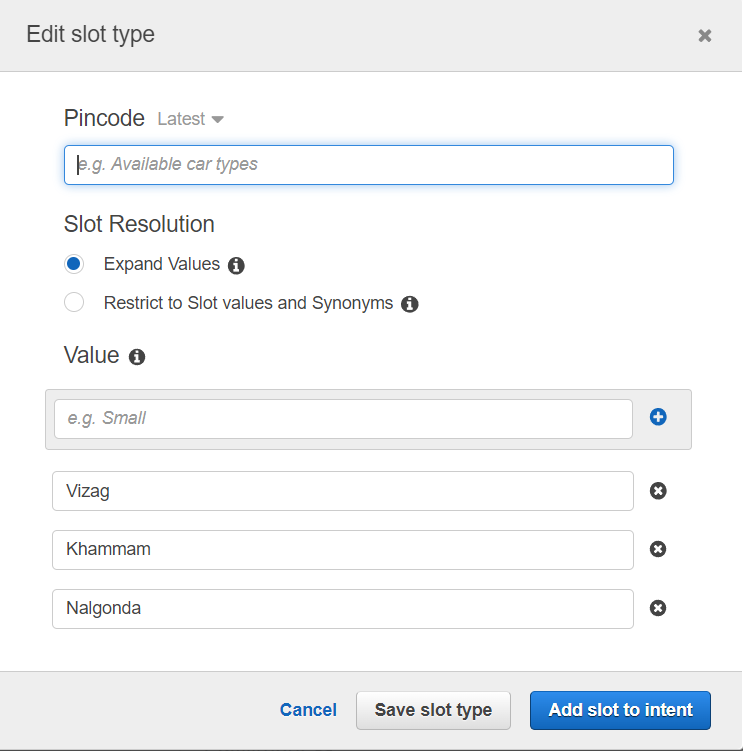 Edit slot type
Pincode Latest
e.g. Available car types
Slot Resolution
Expand Values
Restrict to Slot values and Synonyms
Value
e.g. Small
Vizag
Khammam
Nalgonda
Cancel Save slot type Add slot to intent